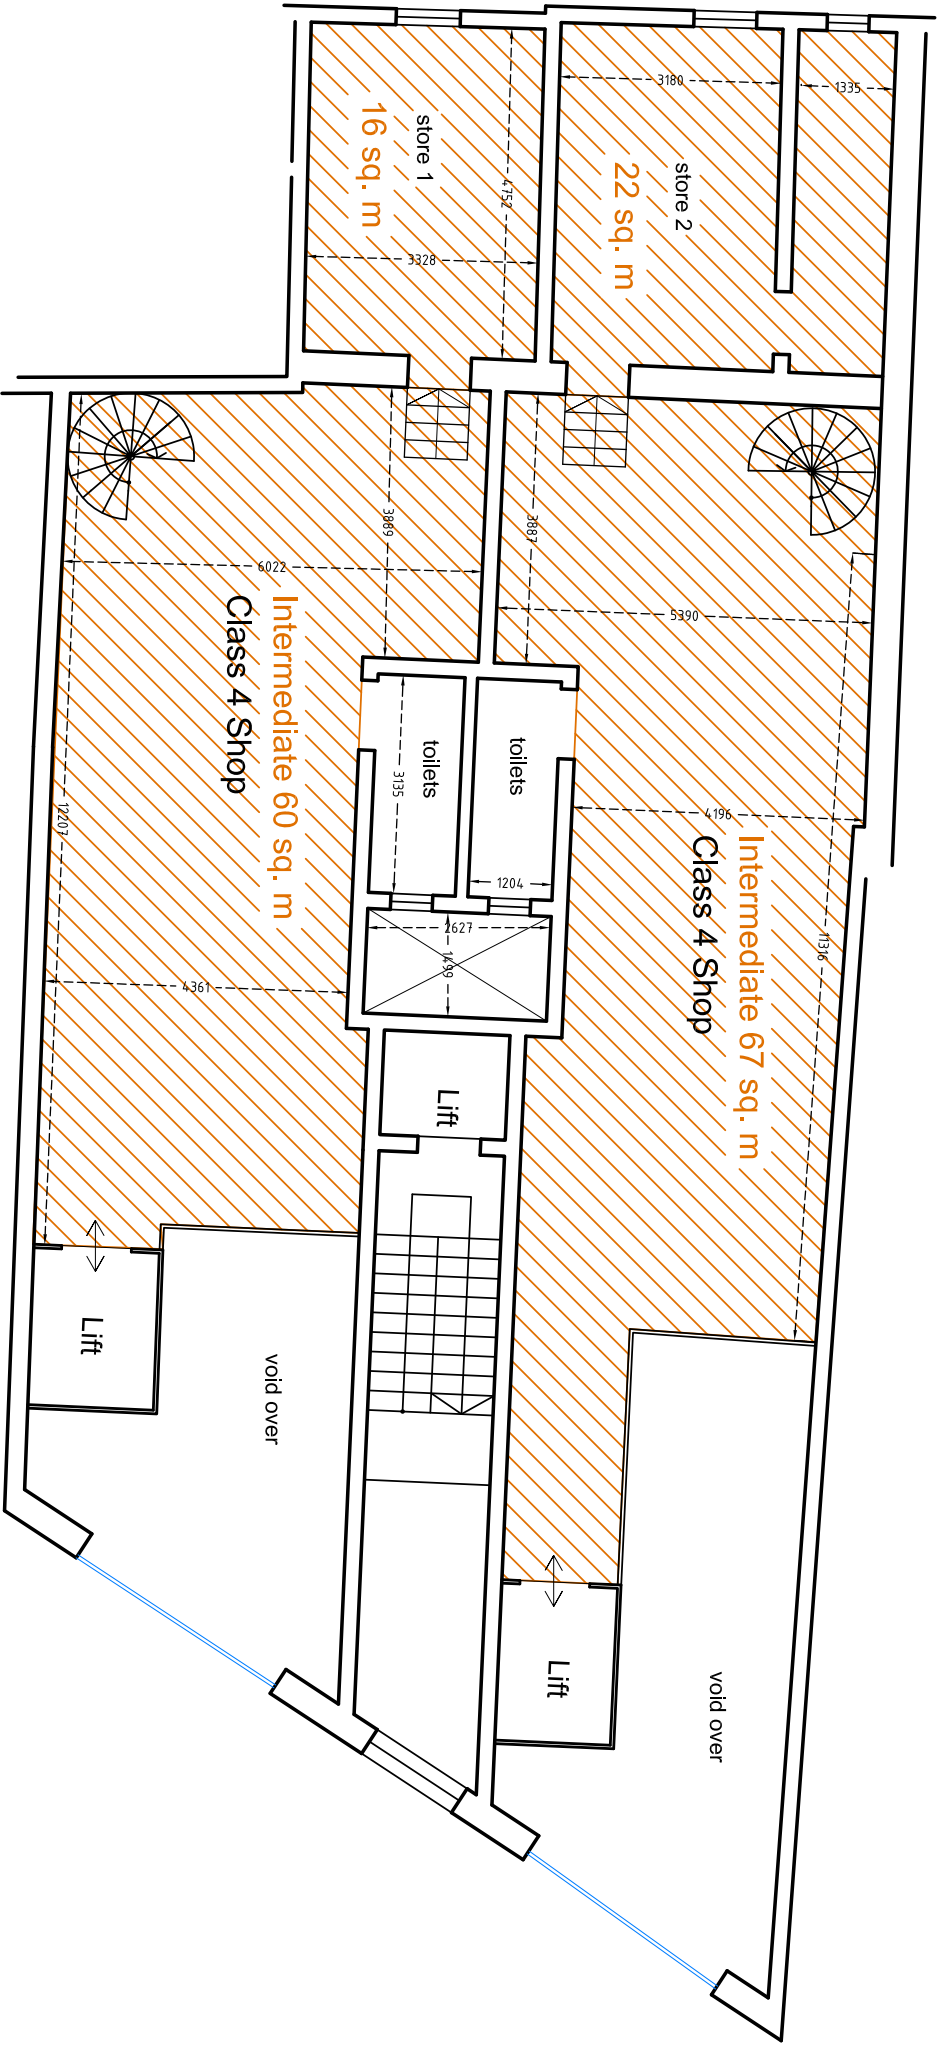 3180
1335
store 1
16 sq. m
4752
3328
store 2
22 sq. m
3889
3887
6022
5390
Intermediate 60 sq. m
Class 4 Shop
toilets
toilets
3135
1204
4196
12207
Intermediate 67 sq. m
Class 4 Shop
11316
2627
1499
4361
Lift
Lift
void over
Lift
void over